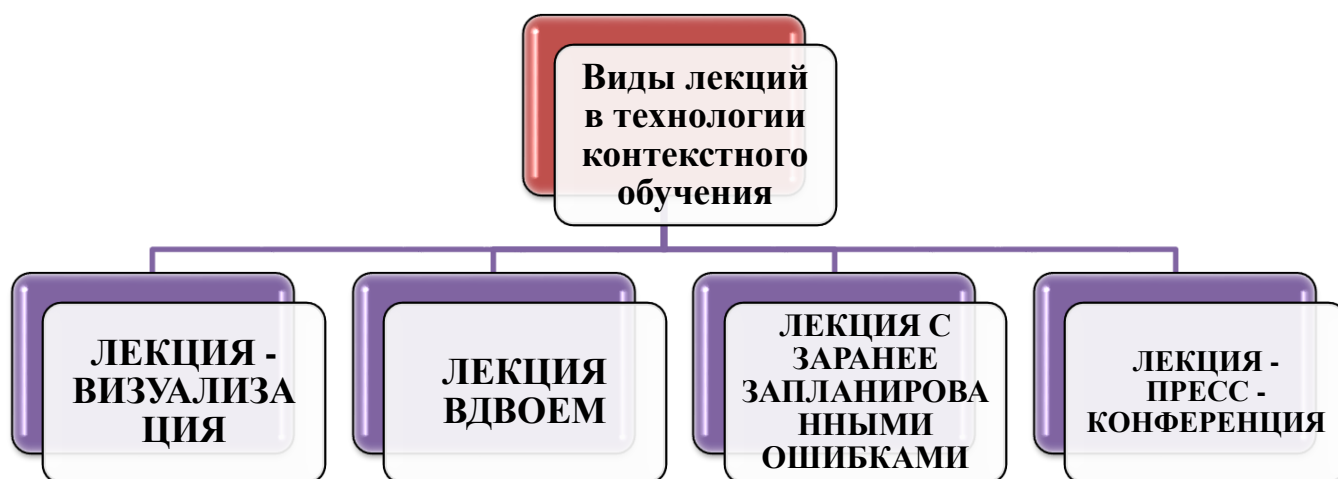 Виды лекций
в технологии
контекстного
обучения
ЛЕКЦИЯ -
ВИЗУАЛИЗА
ЦИЯ
ЛЕКЦИЯ
ВДВОЕМ
ЛЕКЦИЯ С
ЗАРАНЕЕ
ЗАПЛАНИРОВА
ННЫМИ
ОШИБКАМИ
ЛЕКЦИЯ -
ПРЕСС -
КОНФЕРЕНЦИЯ